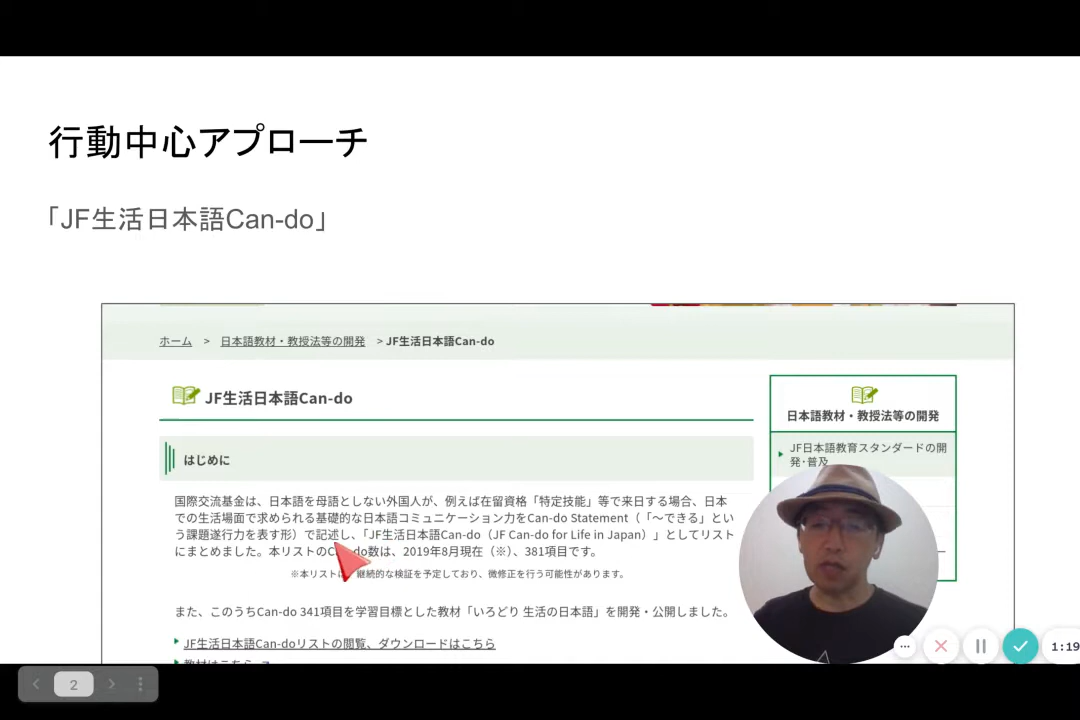 行動中心アプローチ
「JF生活日本語Can-do」
ホーム > 日本語教材・教授法等の開発 > JF生活日本語Can-do
JF生活日本語Can-do
はじめに
国際交流基金は、日本語を母語としない外国人が、例えば在留資格「特定技能」等で来日する場合、日本
での生活場面で求められる基礎的な日本語コミュニケーション力をCan-do Statement（「～できる」とい
う課題遂行力を表す形）で記述し、「JF生活日本語Can-do（JF Can-do for Life in Japan）」としてリスト
にまとめました。本リストのCan-do数は、2019年8月現在（※）、381項目です。
※本リストは、継続的な検証を予定しており、微修正を行う可能性があります。
また、このうちCan-do 341項目を学習目標とした教材「いろどり 生活の日本語」を開発・公開しました。
JF生活日本語Can-doリストの閲覧、ダウンロードはこちら
教材はこちら
日本語教材・教授法等の開発
JF日本語教育スタンダードの開
発・普及
1:19
2